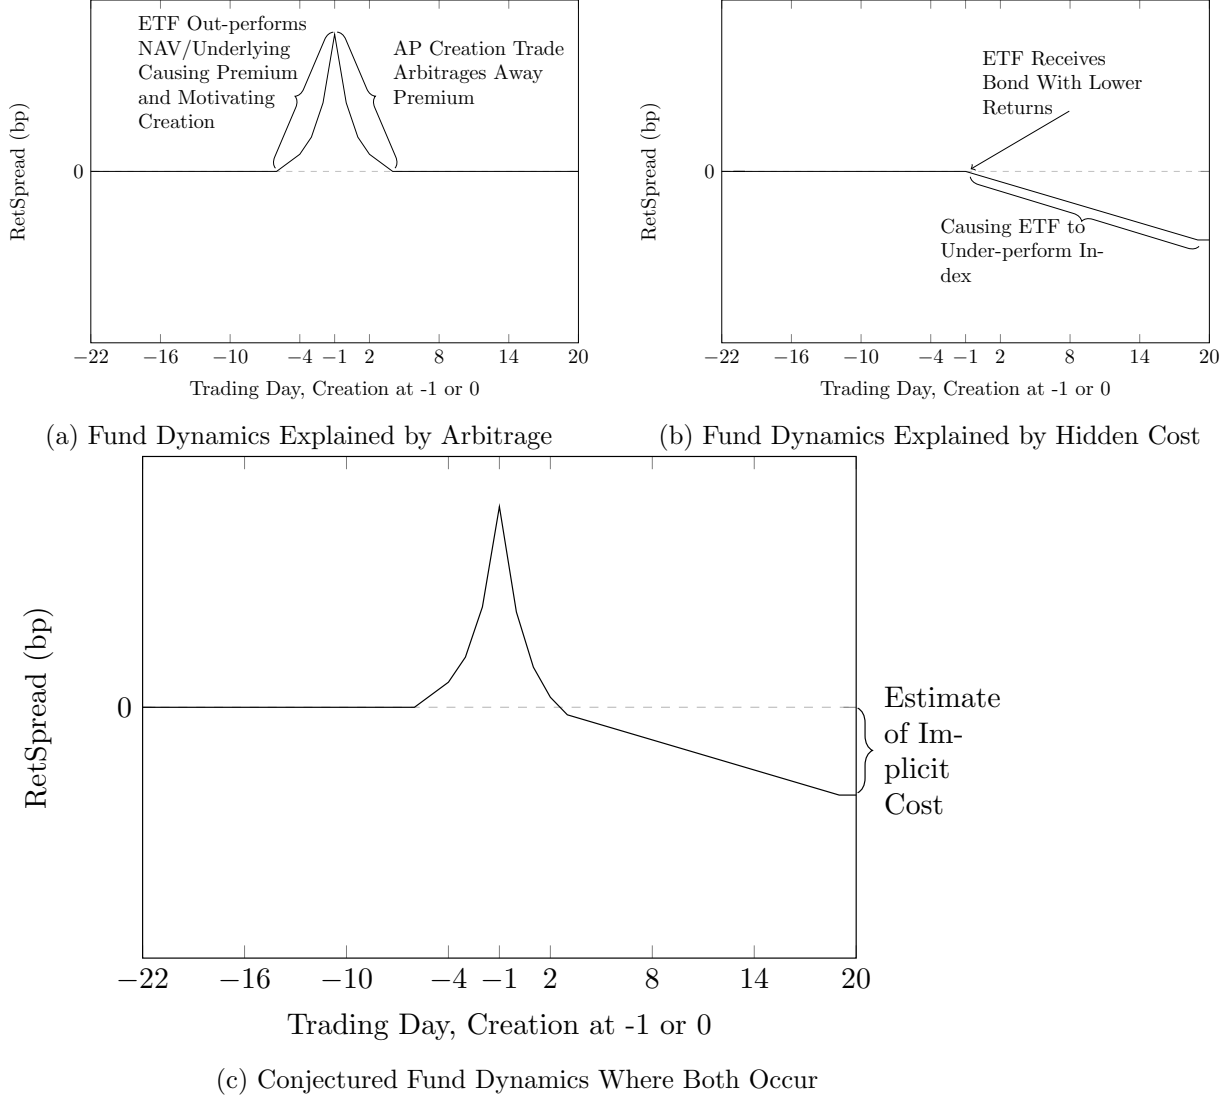 ETF Out-performs
NAV/Underlying
Causing Premium
and Motivating
Creation
AP Creation Trade
Arbitrages Away
Premium
RetSpread (bp)
0
−22 −16 −10 −4 −1 2 8 14 20
Trading Day, Creation at -1 or 0
(a) Fund Dynamics Explained by Arbitrage
ETF Receives
Bond With Lower
Returns
RetSpread (bp)
0
Causing ETF to
Under-perform In-
dex
−22 −16 −10 −4 −1 2 8 14 20
Trading Day, Creation at -1 or 0
(b) Fund Dynamics Explained by Hidden Cost
RetSpread (bp)
0
Estimate
of Im-
plicit
Cost
−22 −16 −10 −4 −1 2 8 14 20
Trading Day, Creation at -1 or 0
(c) Conjectured Fund Dynamics Where Both Occur